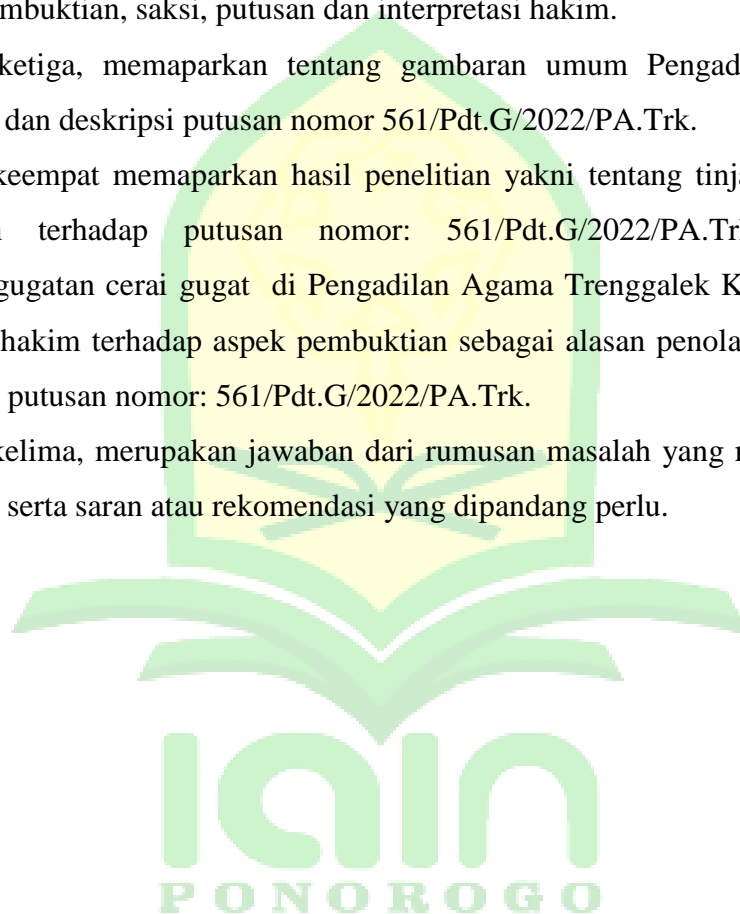 mbuktian, saksi, putusan dan interpretasi hakim.
ketiga, memaparkan tentang gambaran umum Pengad
dan deskripsi putusan nomor 561/Pdt.G/2022/PA.Trk.
keempat memaparkan hasil penelitian yakni tentang tinja
terhadap putusan nomor: 561/Pdt.G/2022/PA.Trk
gugatan cerai gugat di Pengadilan Agama Trenggalek K
hakim terhadap aspek pembuktian sebagai alasan penola
putusan nomor: 561/Pdt.G/2022/PA.Trk.
kelima, merupakan jawaban dari rumusan masalah yang
serta saran atau rekomendasi yang dipandang perlu.
iain
PONOROGO